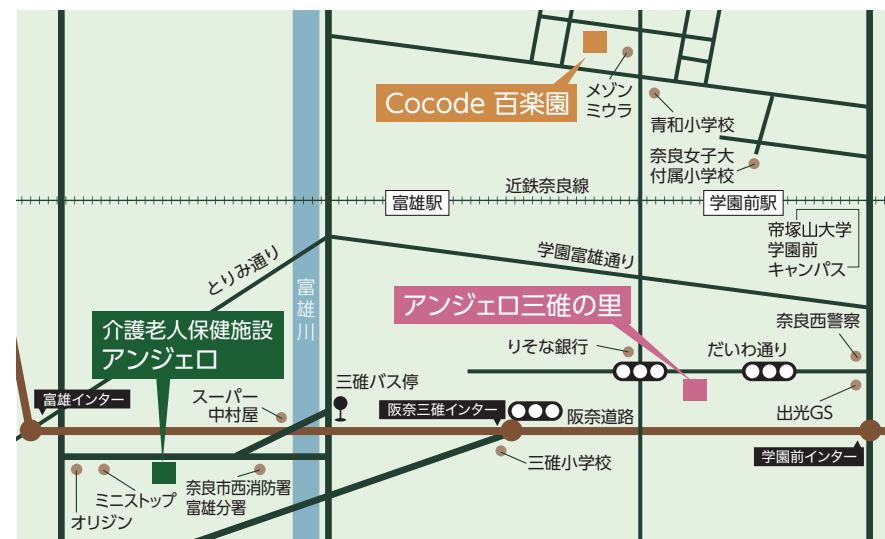 Cocode 百楽園
メゾン
ミウラ
青和小学校
奈良女子大
付属小学校
近鉄奈良線
富雄駅
学園前駅
帝塚山大学
学園前
キャンパス
とりみ通り
学園富雄通り
富雄川
介護老人保健施設
アンジェロ
アンジェロ三碓の里
奈良西警察
りそな銀行
だいわ通り
三碓バス停
スーパー
中村屋
富雄インター
阪奈三碓インター
阪奈道路
出光GS
学園前インター
三碓小学校
奈良市西消防署
富雄分署
ミニストップ
オリジン